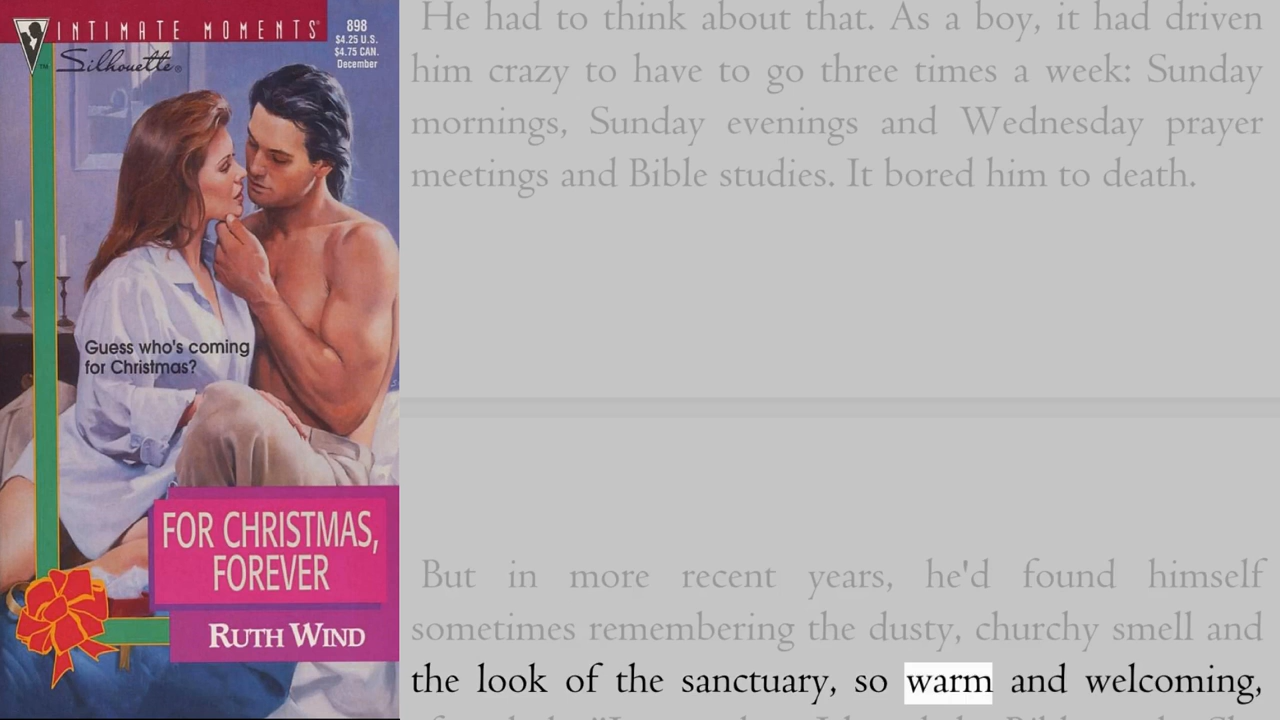 INTIMATE MOMENTS®
898
$4.25 U.S.
$4.75 CAN.
December
TM
Silhouette®
Guess who's coming
for Christmas?
FOR CHRISTMAS,
FOREVER
RUTH WIND
He had to think about that. As a boy, it had driven
him crazy to have to go three times a week: Sunday
mornings, Sunday evenings and Wednesday prayer
meetings and Bible studies. It bored him to death.
But in more recent years, he'd found himself
sometimes remembering the dusty, churchy smell and
the look of the sanctuary, so warm and welcoming,